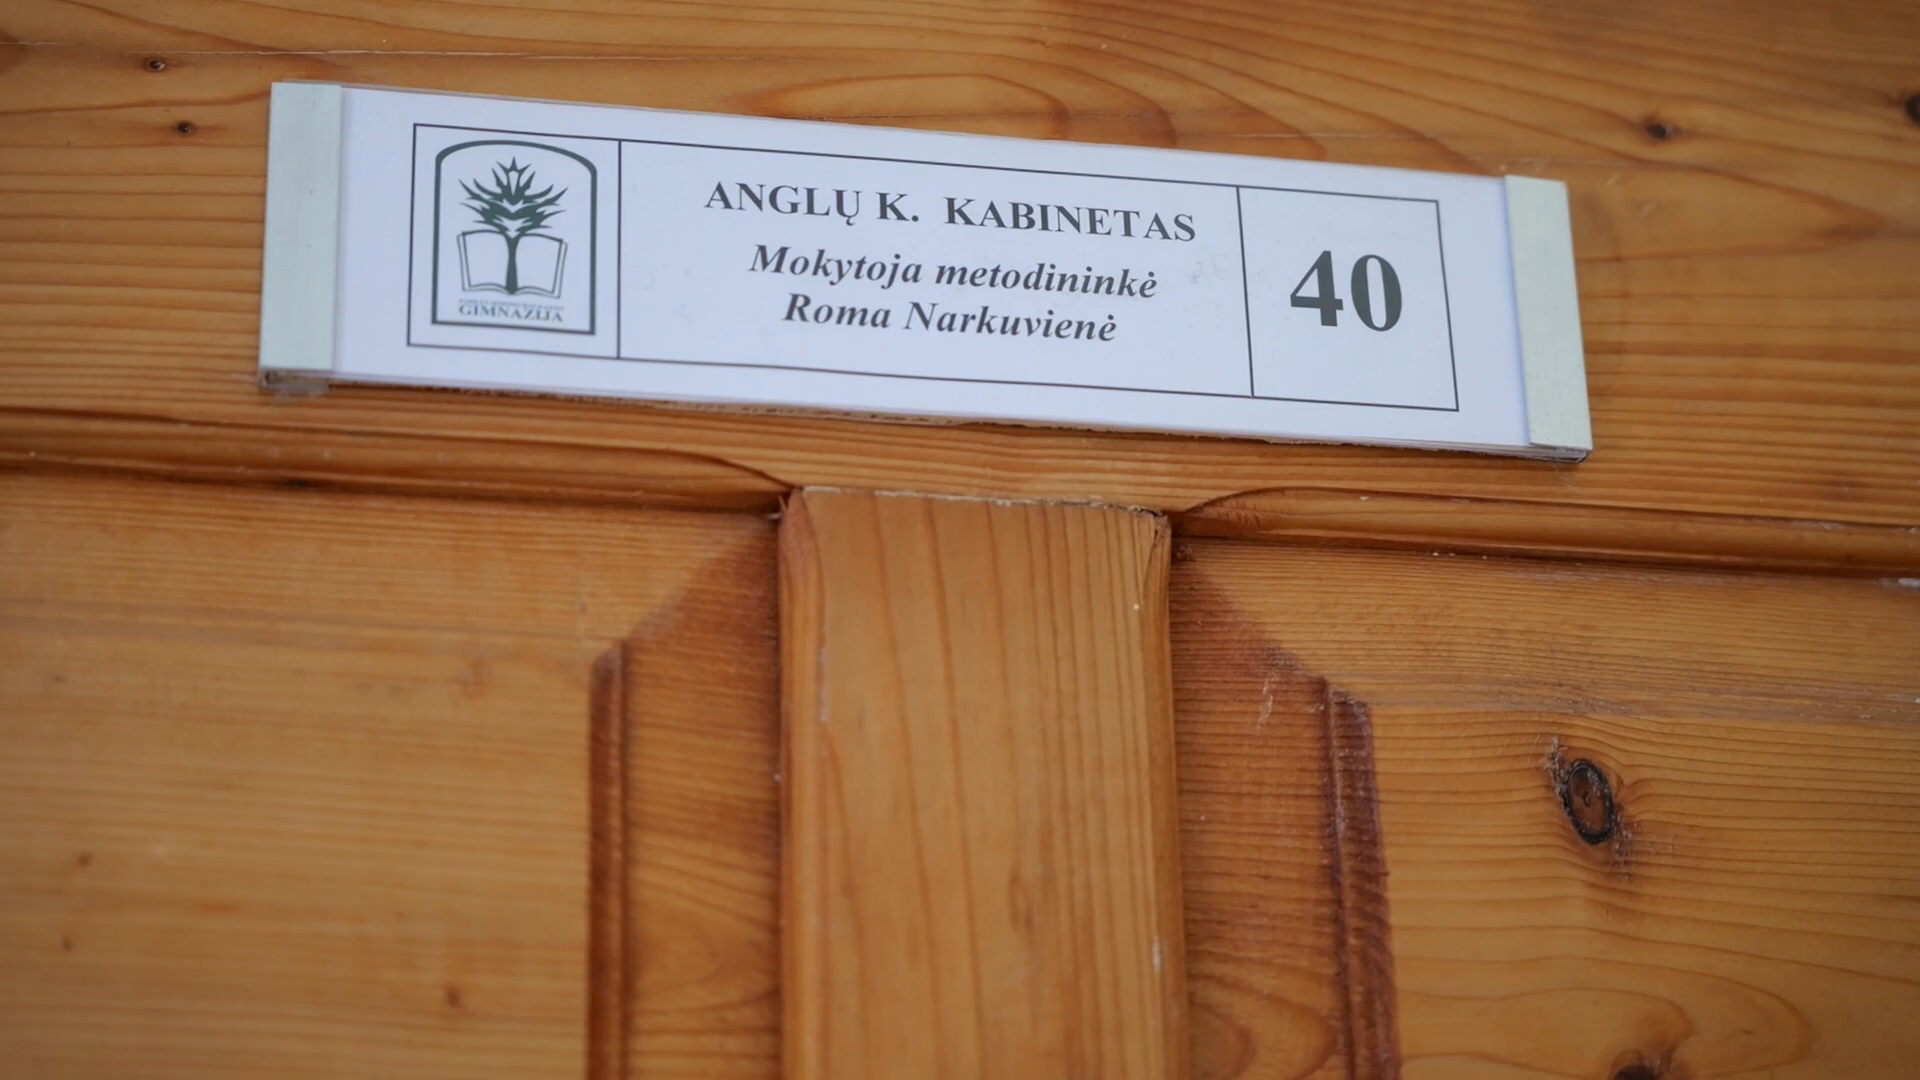 ANGLŲ K. KABINETAS
Mokytoja metodininkė
Roma Narkuvienė
40
GIMNAZIJA